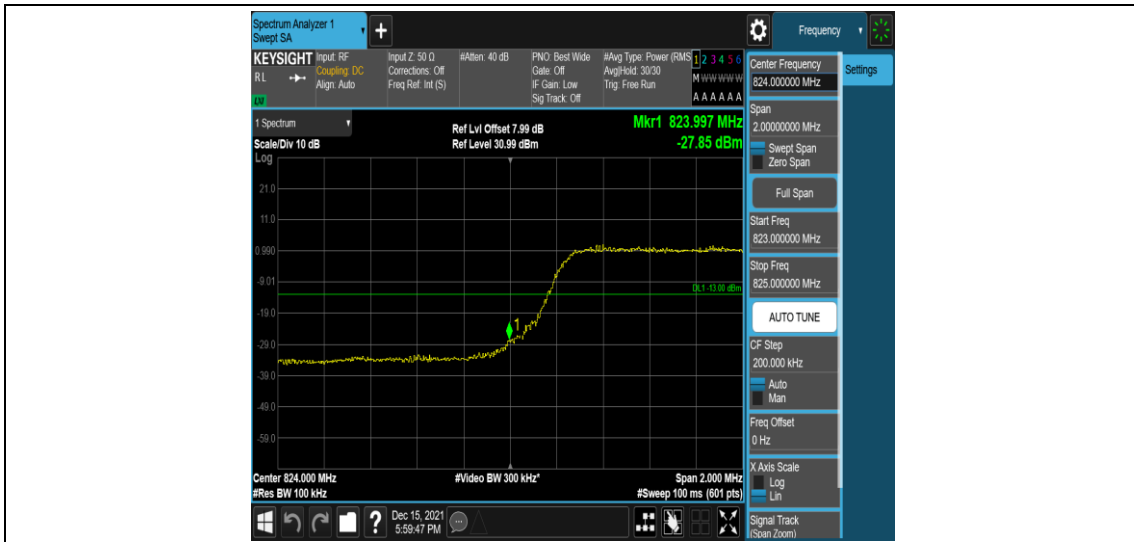 Spectrum Analyzer 1
Swept SA
+
Frequency
KEYSIGHT
RL
LXI
Input: RF
Coupling: DC
Align: Auto
Input Z: 50 Ω
Corrections: Off
Freq Ref: Int (S)
#Atten: 40 dB
PNO: Best Wide
Gate: Off
IF Gain: Low
Sig Track: Off
#Avg Type: Power (RMS
Avg|Hold: 30/30
Trig: Free Run
1 2 3 4 5 6
M W W W W W
A A A A A A
1 Spectrum
Scale/Div 10 dB
Log
Ref Lvl Offset 7.99 dB
Ref Level 30.99 dBm
Mkr1 823.997 MHz
-27.85 dBm
21.0
11.0
0.990
-9.01
-19.0
-29.0
-39.0
-49.0
-59.0
DL1 -13.00 dBm
1
Center 824.000 MHz
#Res BW 100 kHz
#Video BW 300 kHz*
Span 2.000 MHz
#Sweep 100 ms (601 pts)
Center Frequency
824.000000 MHz
Settings
Span
2.00000000 MHz
Swept Span
Zero Span
Full Span
Start Freq
823.000000 MHz
Stop Freq
825.000000 MHz
AUTO TUNE
CF Step
200.000 kHz
Auto
Man
Freq Offset
0 Hz
X Axis Scale
Log
Lin
Signal Track
(Span Zoom)
?
Dec 15, 2021
5:59:47 PM